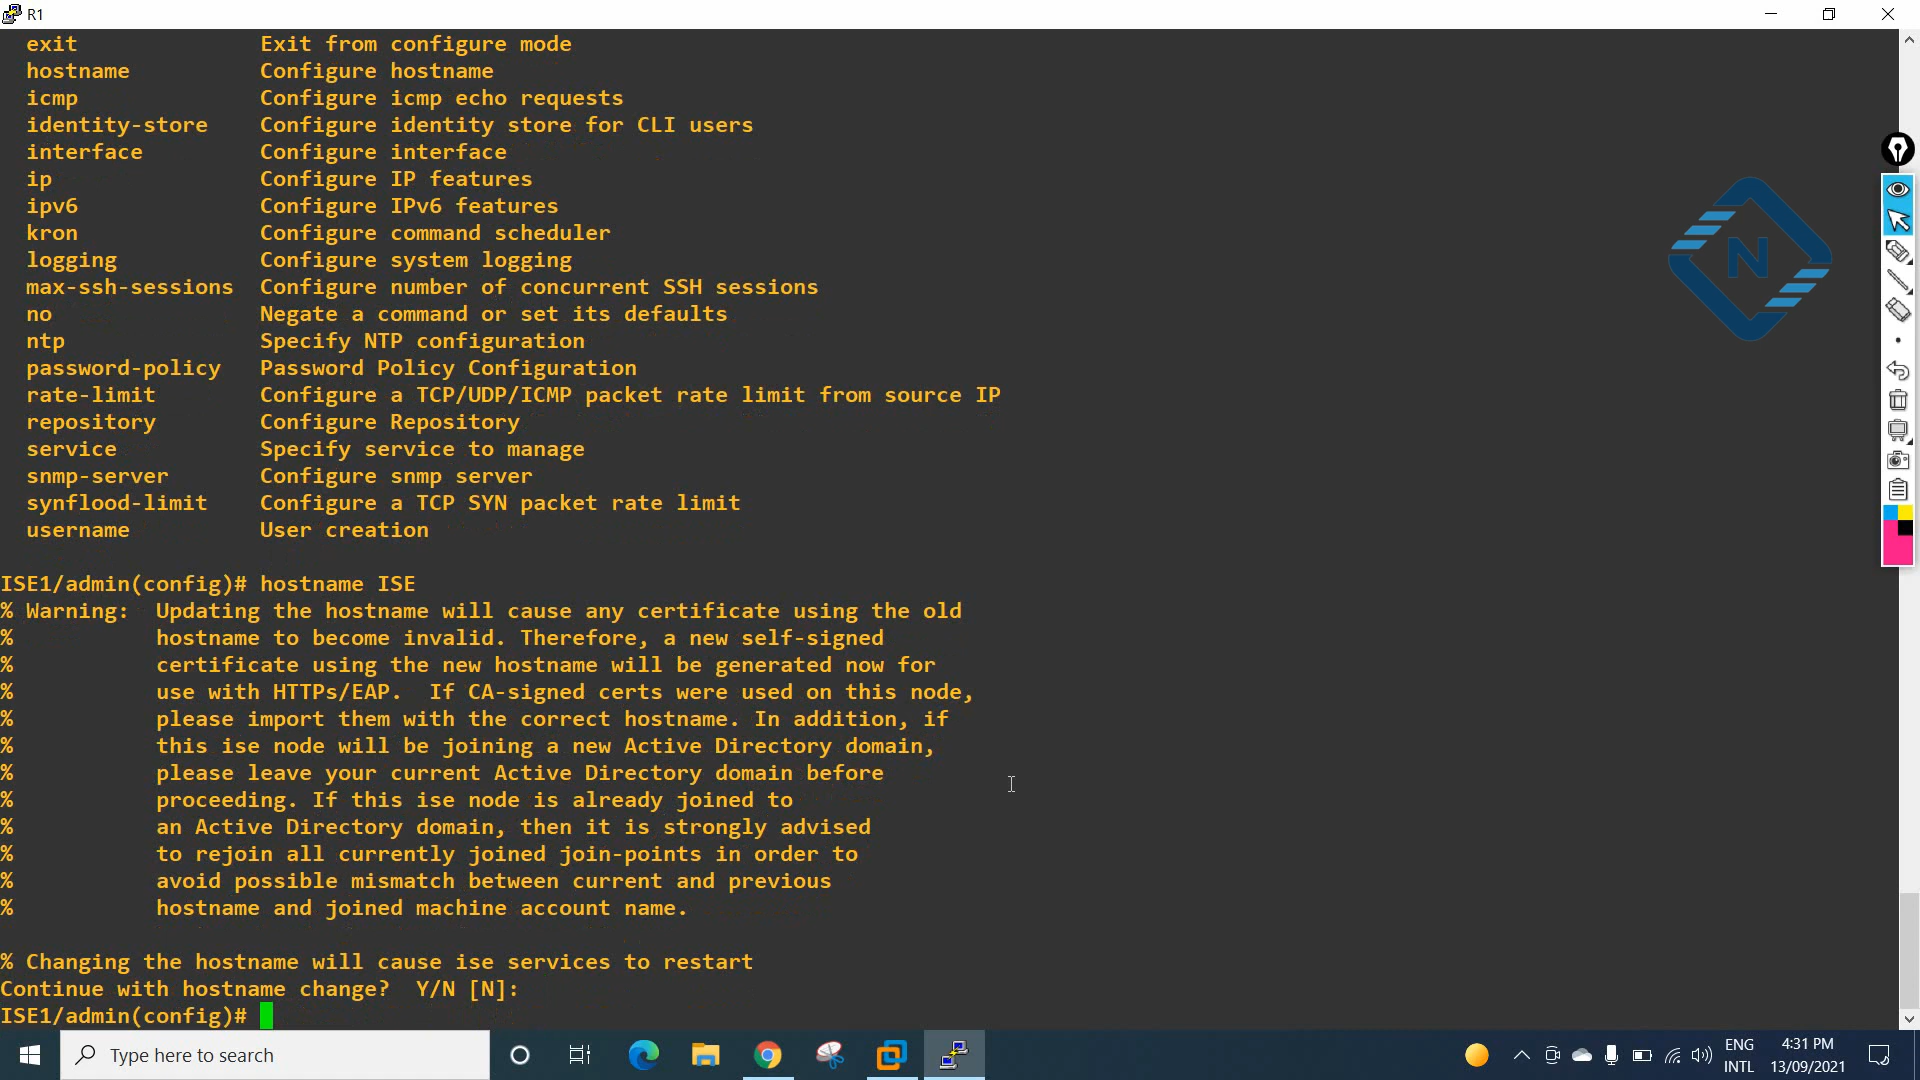 R1
exit Exit from configure mode
hostname Configure hostname
icmp Configure icmp echo requests
identity-store Configure identity store for CLI users
interface Configure interface
ip Configure IP features
ipv6 Configure IPv6 features
kron Configure command scheduler
logging Configure system logging
max-ssh-sessions Configure number of concurrent SSH sessions
no Negate a command or set its defaults
ntp Specify NTP configuration
password-policy Password Policy Configuration
rate-limit Configure a TCP/UDP/ICMP packet rate limit from source IP
repository Configure Repository
service Specify service to manage
snmp-server Configure snmp server
synflood-limit Configure a TCP SYN packet rate limit
username User creation
N
ISE1/admin(config)# hostname ISE
% Warning: Updating the hostname will cause any certificate using the old
% hostname to become invalid. Therefore, a new self-signed
% certificate using the new hostname will be generated now for
% use with HTTPs/EAP. If CA-signed certs were used on this node,
% please import them with the correct hostname. In addition, if
% this ise node will be joining a new Active Directory domain,
% please leave your current Active Directory domain before
% proceeding. If this ise node is already joined to
% an Active Directory domain, then it is strongly advised
% to rejoin all currently joined join-points in order to
% avoid possible mismatch between current and previous
% hostname and joined machine account name.
% Changing the hostname will cause ise services to restart
Continue with hostname change? Y/N [N]:
ISE1/admin(config)#
Type here to search
ENG
INTL
4:31 PM
13/09/2021